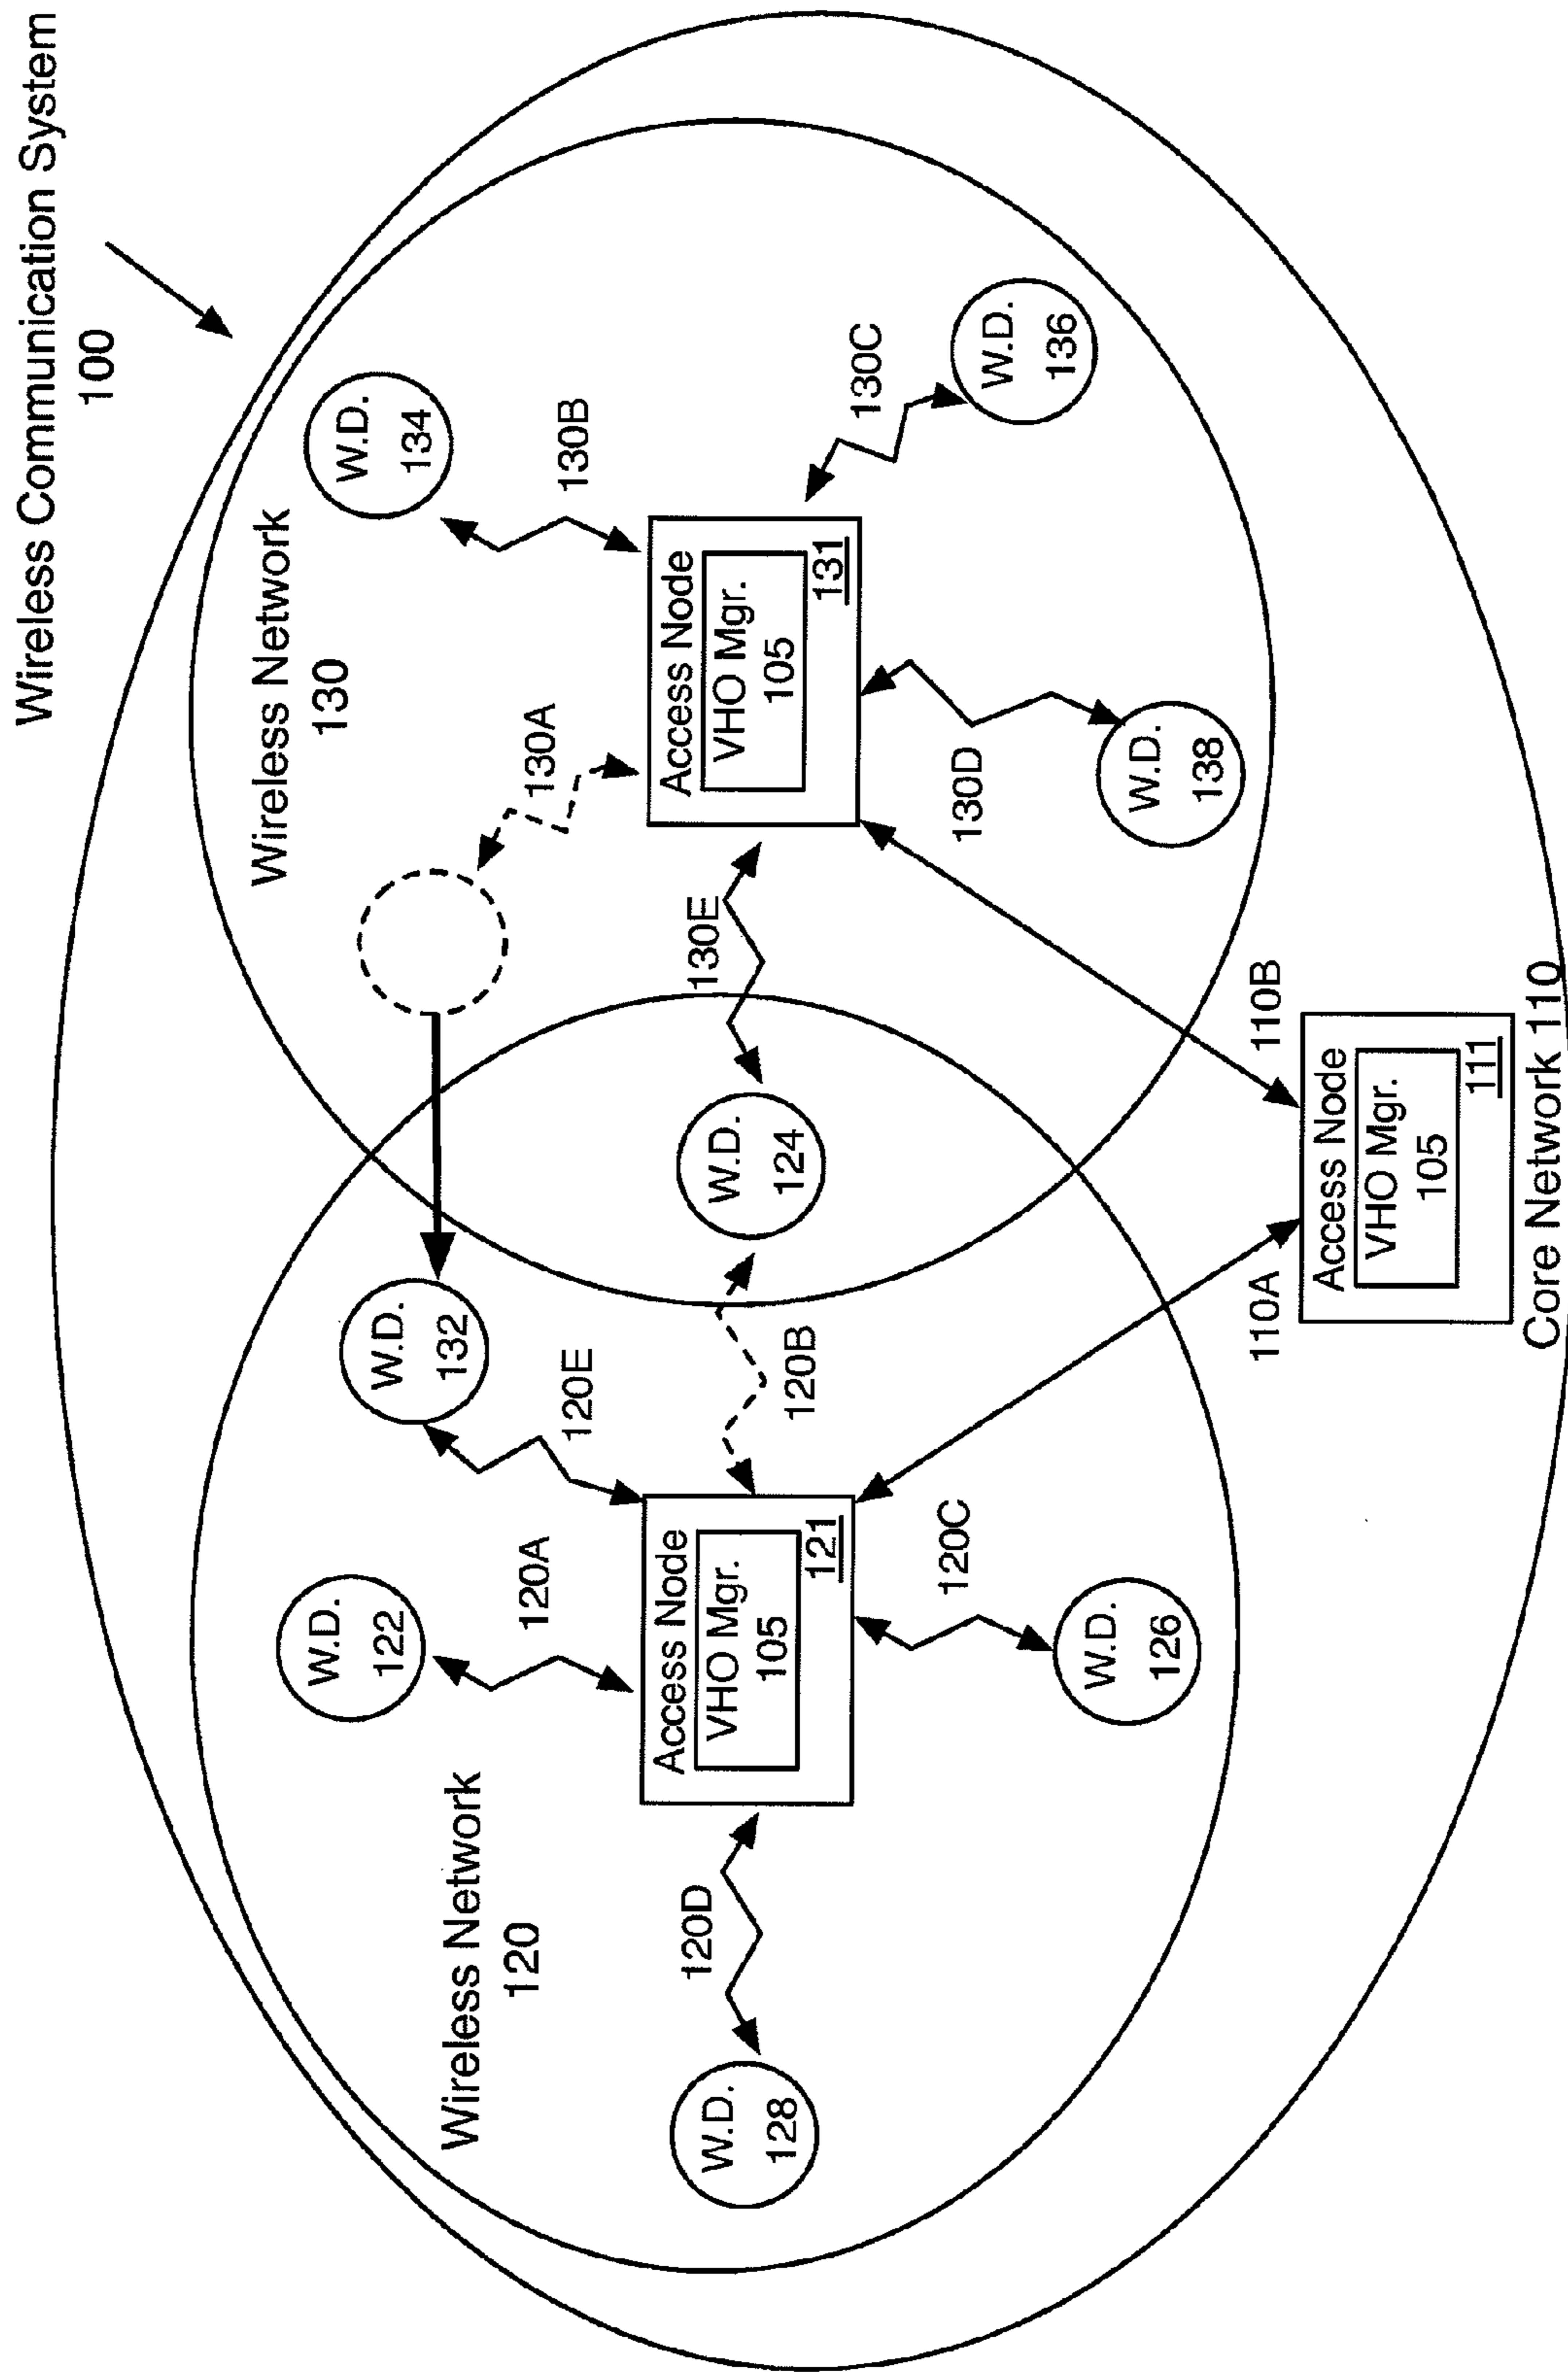 Wireless Communication System
100
Wireless Network
130
W.D.
134
130B
130A
W.D.
132
120E
W.D.
122
120A
Wireless Network
120
Access Node
VHO Mgr.
105
131
130C
W.D.
136
130E
W.D.
124
120B
Access Node
VHO Mgr.
105
121
120D
W.D.
128
130D
W.D.
138
120C
W.D.
126
110B
110A
Access Node
VHO Mgr.
105
111
Core Network 110